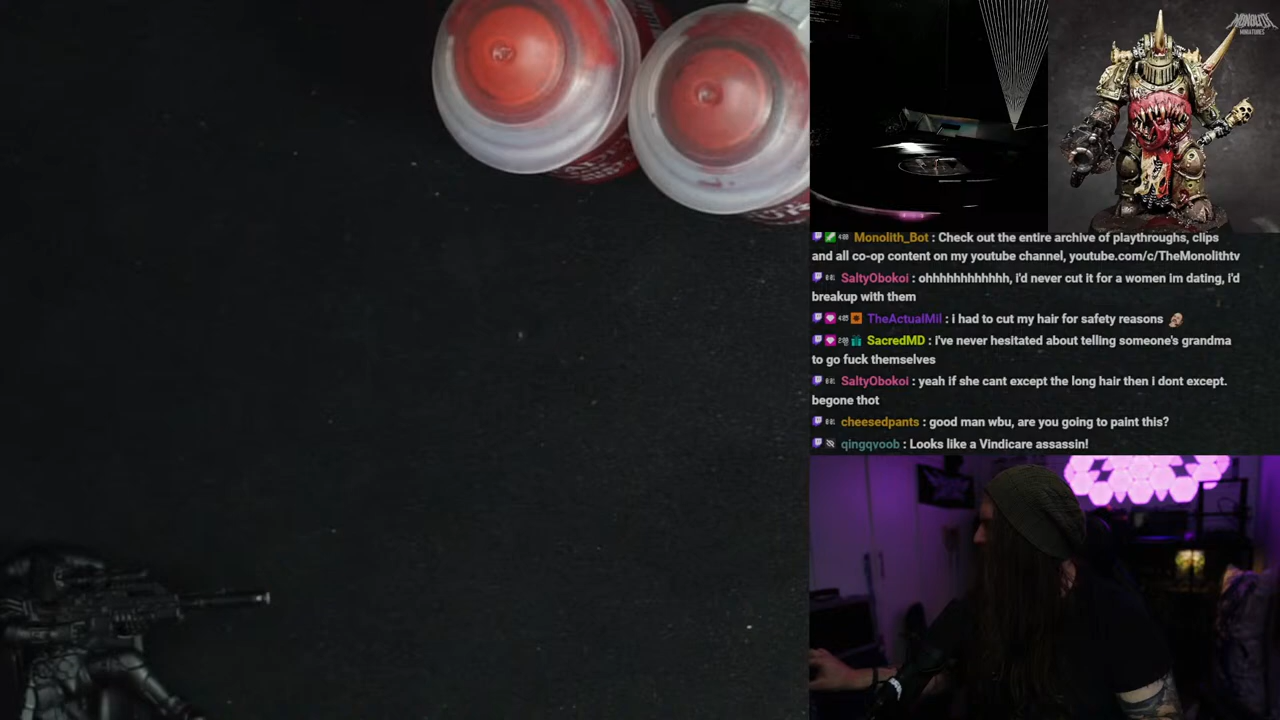 MONOLITH
MINIATURES
Monolith_Bot : Check out the entire archive of playthroughs, clips
and all co-op content on my youtube channel, youtube.com/c/TheMonolithtv
SaltyObokoi : ohhhhhhhhhhh, i'd never cut it for a women im dating, i'd
breakup with them
TheActualMil : i had to cut my hair for safety reasons
SacredMD : i've never hesitated about telling someone's grandma
to go fuck themselves
SaltyObokoi : yeah if she cant except the long hair then i dont except.
begone thot
cheesedpants : good man wbu, are you going to paint this?
qingqvoob : Looks like a Vindicare assassin!